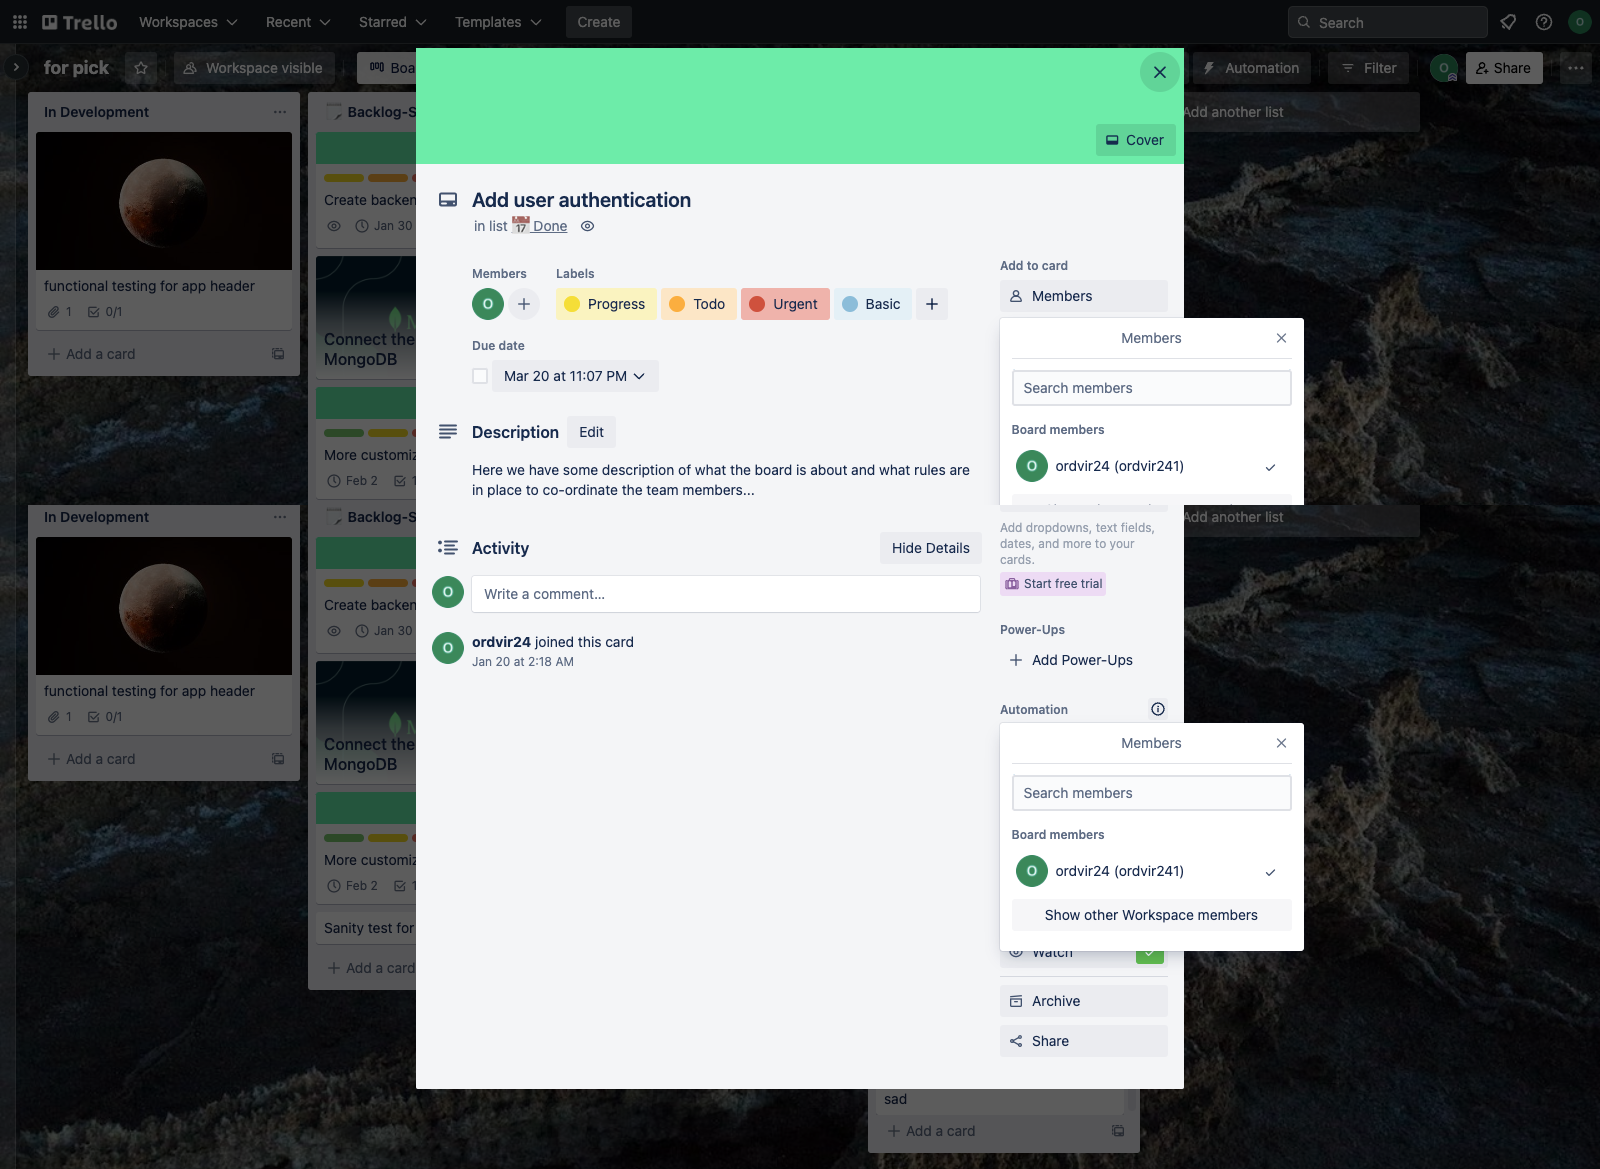 Trello
Workspaces
Recent
Starred
Templates
Create
Search
O
for pick
Workspace visible
Boa
Automation
Filter
O
Share
In Development
functional testing for app header
1
0/1
Add a card
Backlog-S
Create backen
Jan 30
Connect the
MongoDB
More customiz
Feb 2
1
Add another list
Cover
Add user authentication
in list 17 Done
Members
O
Labels
Progress
Todo
Urgent
Basic
Due date
Mar 20 at 11:07 PM
Description
Edit
Here we have some description of what the board is about and what rules are
in place to co-ordinate the team members...
Add to card
Members
Members
Search members
Board members
O
ordvir24 (ordvir241)
In Development
functional testing for app header
1
0/1
Add a card
Backlog-S
Create backen
Jan 30
Connect the
MongoDB
More customiz
Feb 2
1
Sanity test for
Add a card
Add another list
Activity
Hide Details
O
Write a comment...
O
ordvir24 joined this card
Jan 20 at 2:18 AM
Add dropdowns, text fields,
dates, and more to your
cards.
Start free trial
Power-Ups
Add Power-Ups
Automation
Members
Search members
Board members
O
ordvir24 (ordvir241)
Show other Workspace members
Watch
Archive
Share
sad
Add a card